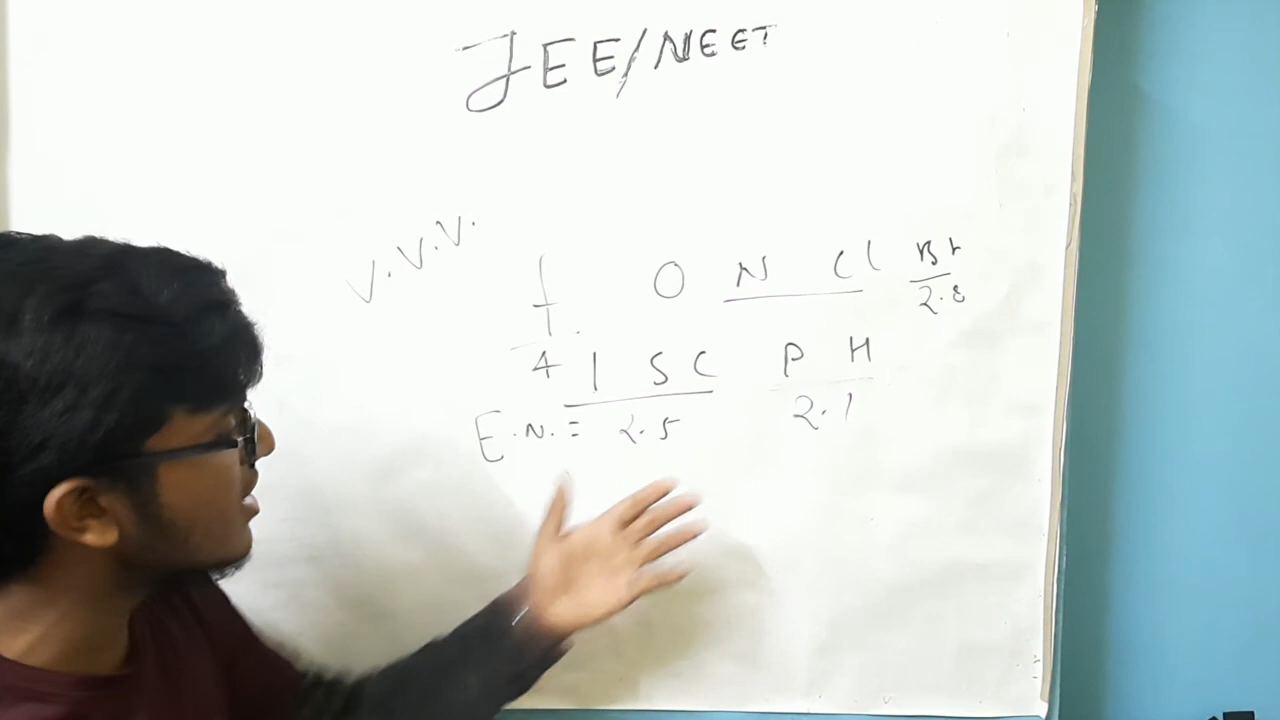 JEE/NEET
V.V.V.
F O N Cl Br
2.8
4 I S C P H
E.N. = 2.5 2.1